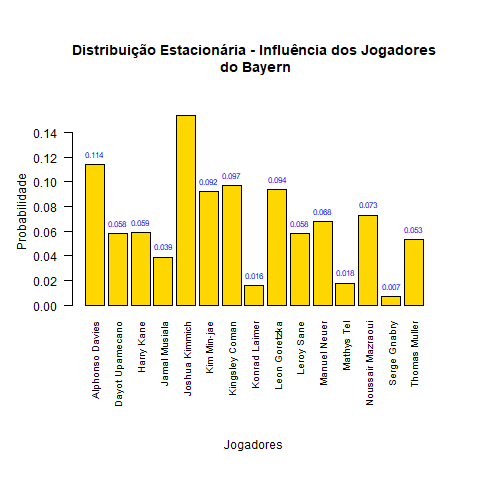 Distribuição Estacionária - Influência dos Jogadores
do Bayern
Probabilidade
0.14
0.12
0.10
0.08
0.06
0.04
0.02
0.00
0.114
0.058
0.059
0.039
0.092
0.097
0.016
0.094
0.058
0.068
0.018
0.073
0.007
0.053
Alphonso Davies
Dayot Upamecano
Harry Kane
Jamal Musiala
Joshua Kimmich
Kim Min-jae
Kingsley Coman
Konrad Laimer
Leon Goretzka
Leroy Sane
Manuel Neuer
Mathys Tel
Noussair Mazraoui
Serge Gnabry
Thomas Muller
Jogadores